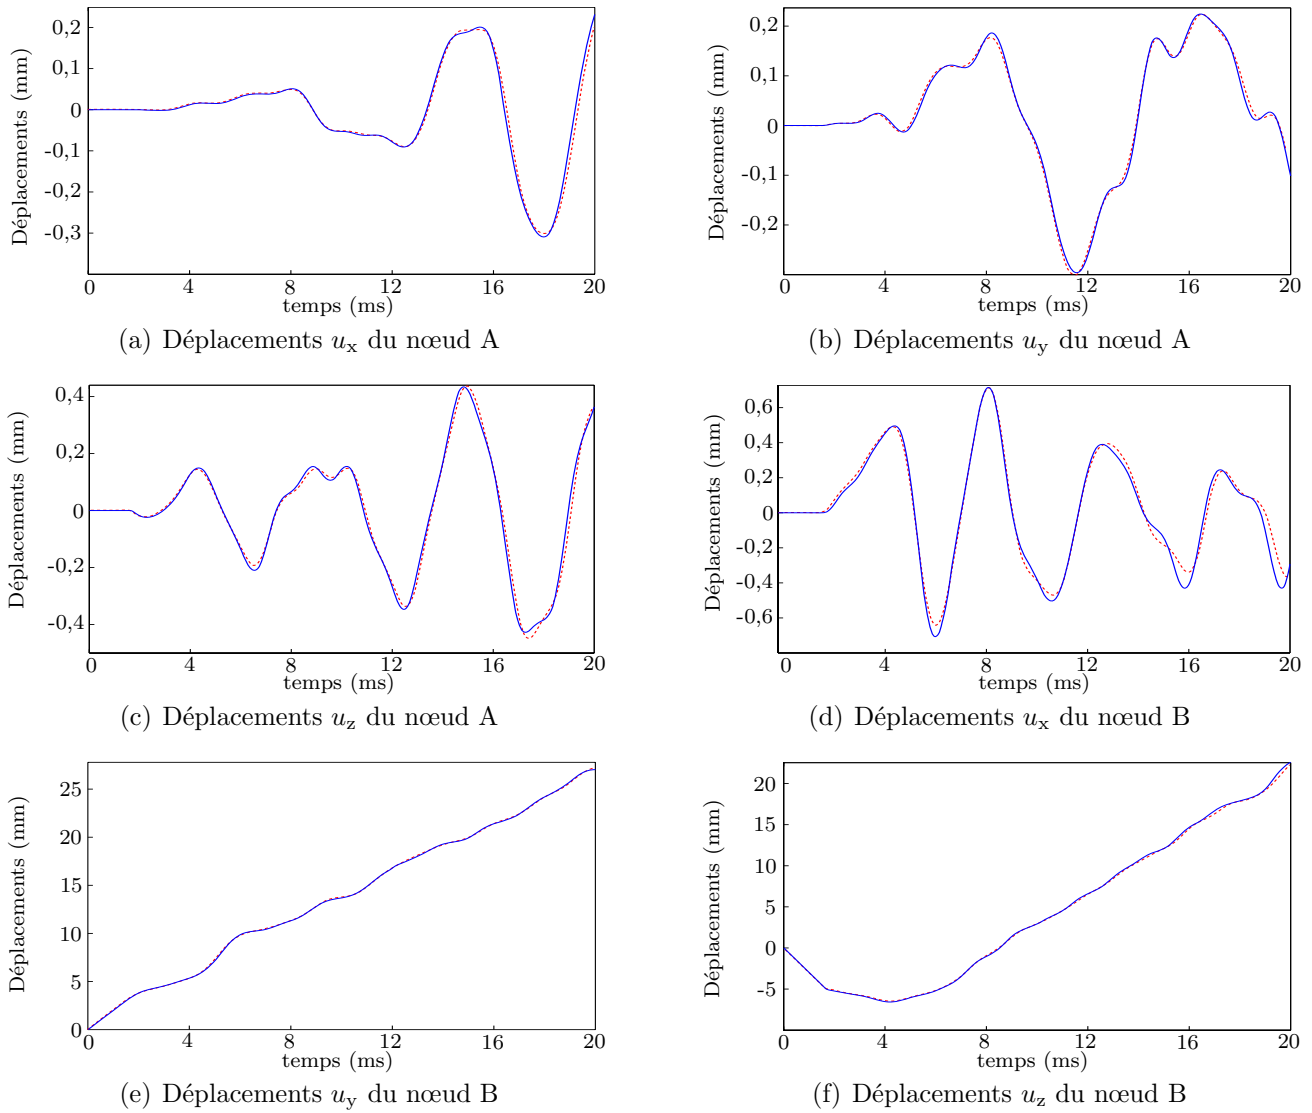 0,2
0,1
0
-0,1
-0,2
-0,3
Déplacements (mm)
0 4 8 12 16 20
temps (ms)
(a) Déplacements u_x du nœud A
0,2
0,1
0
-0,1
-0,2
Déplacements (mm)
0 4 8 12 16 20
temps (ms)
(b) Déplacements u_y du nœud A
0,4
0,2
0
-0,2
-0,4
Déplacements (mm)
0 4 8 12 16 20
temps (ms)
(c) Déplacements u_z du nœud A
0,6
0,4
0,2
0
-0,2
-0,4
-0,6
Déplacements (mm)
0 4 8 12 16 20
temps (ms)
(d) Déplacements u_x du nœud B
25
20
15
10
5
0
Déplacements (mm)
0 4 8 12 16 20
temps (ms)
(e) Déplacements u_y du nœud B
20
15
10
5
0
-5
Déplacements (mm)
0 4 8 12 16 20
temps (ms)
(f) Déplacements u_z du nœud B